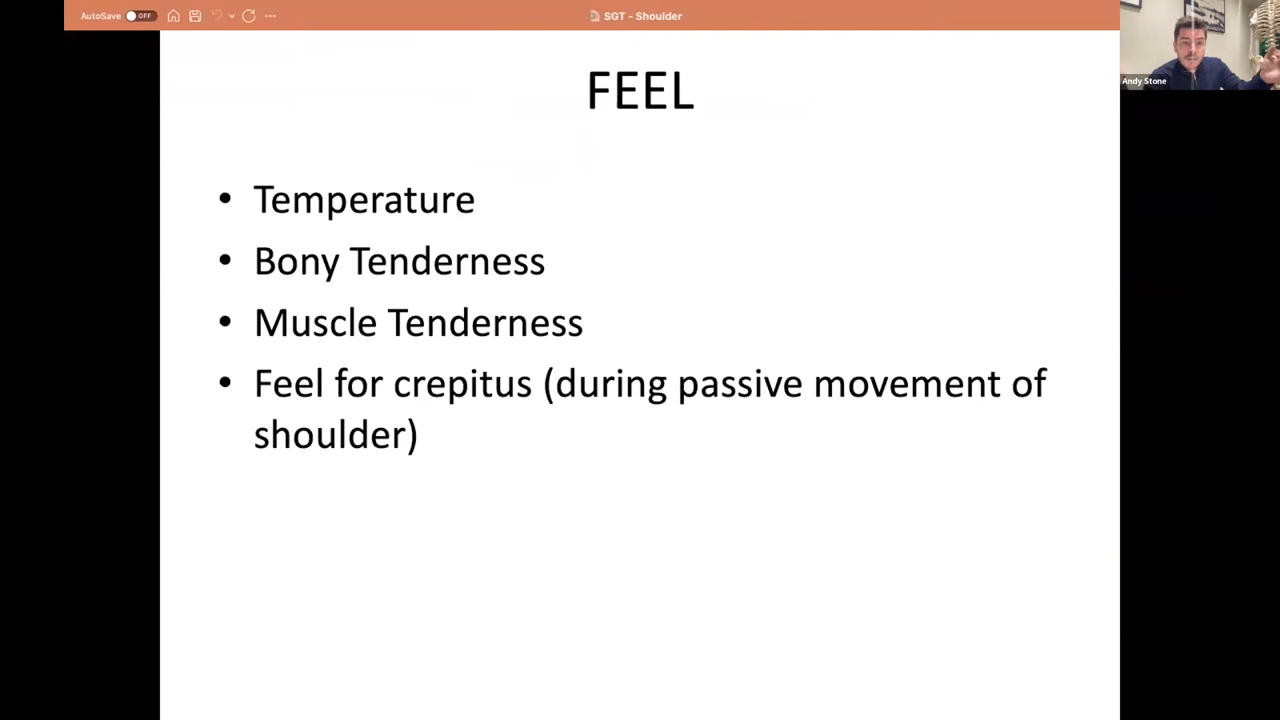 AutoSave OFF
SGT - Shoulder
Andy Stone
FEEL
• Temperature
• Bony Tenderness
• Muscle Tenderness
• Feel for crepitus (during passive movement of
shoulder)